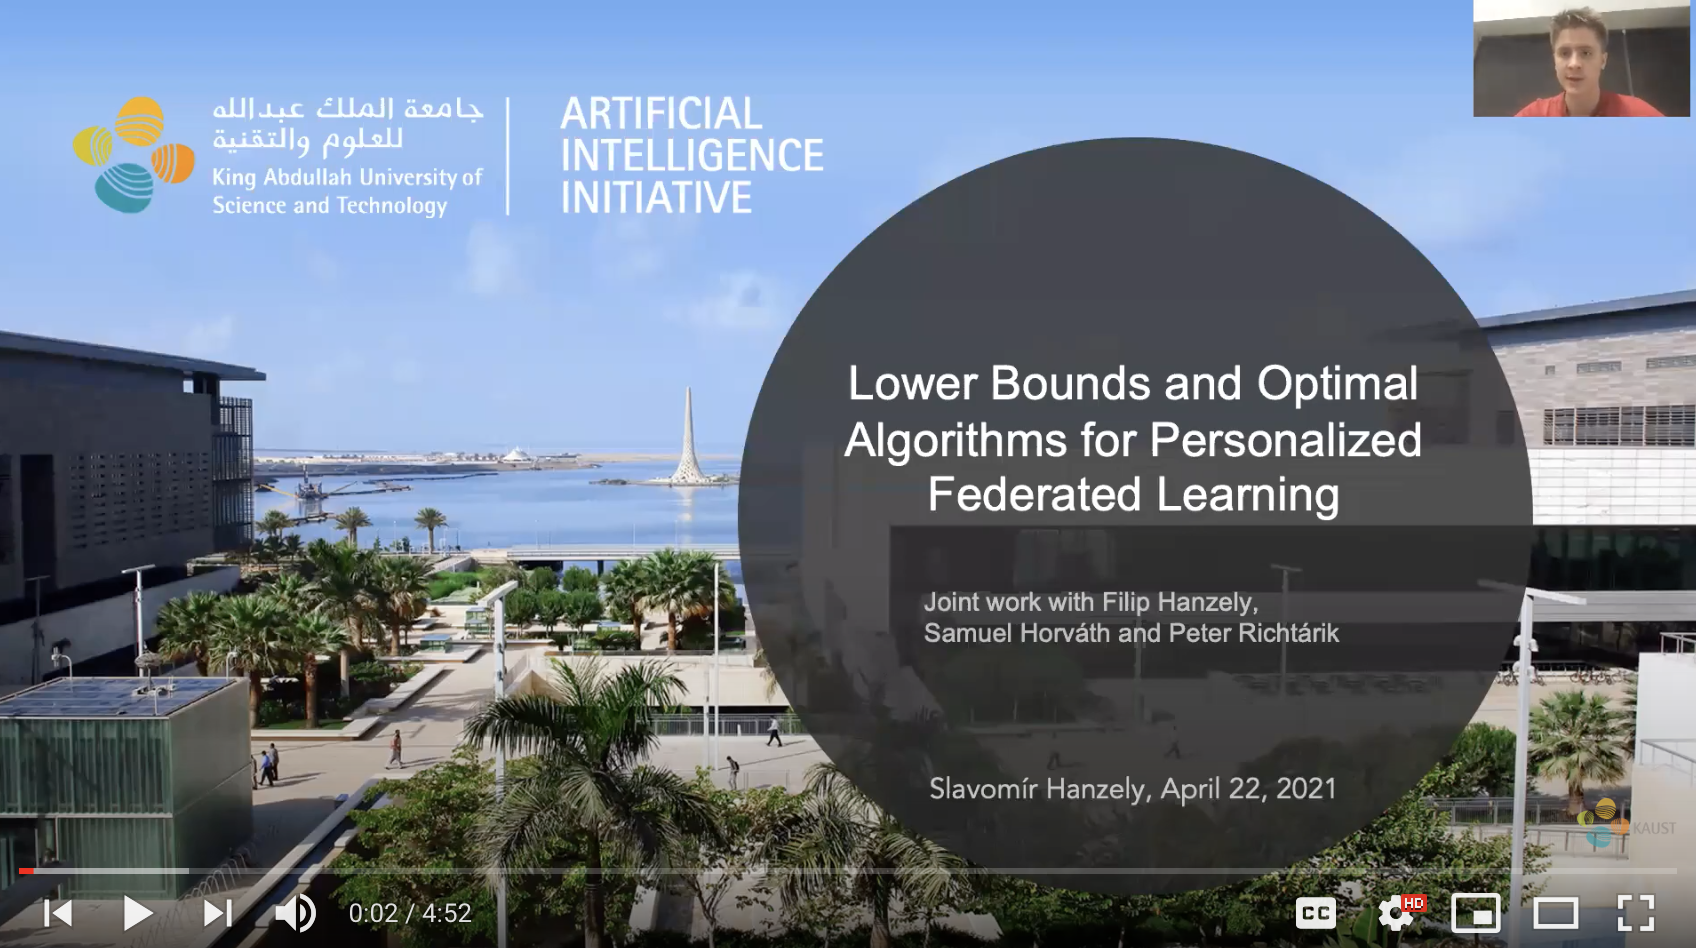 جامعة الملك عبدالله
للعلوم والتقنية
King Abdullah University of
Science and Technology
ARTIFICIAL
INTELLIGENCE
INITIATIVE
Lower Bounds and Optimal
Algorithms for Personalized
Federated Learning
Joint work with Filip Hanzely,
Samuel Horváth and Peter Richtárik
Slavomír Hanzely, April 22, 2021
KAUST
0:02 / 4:52
CC
HD